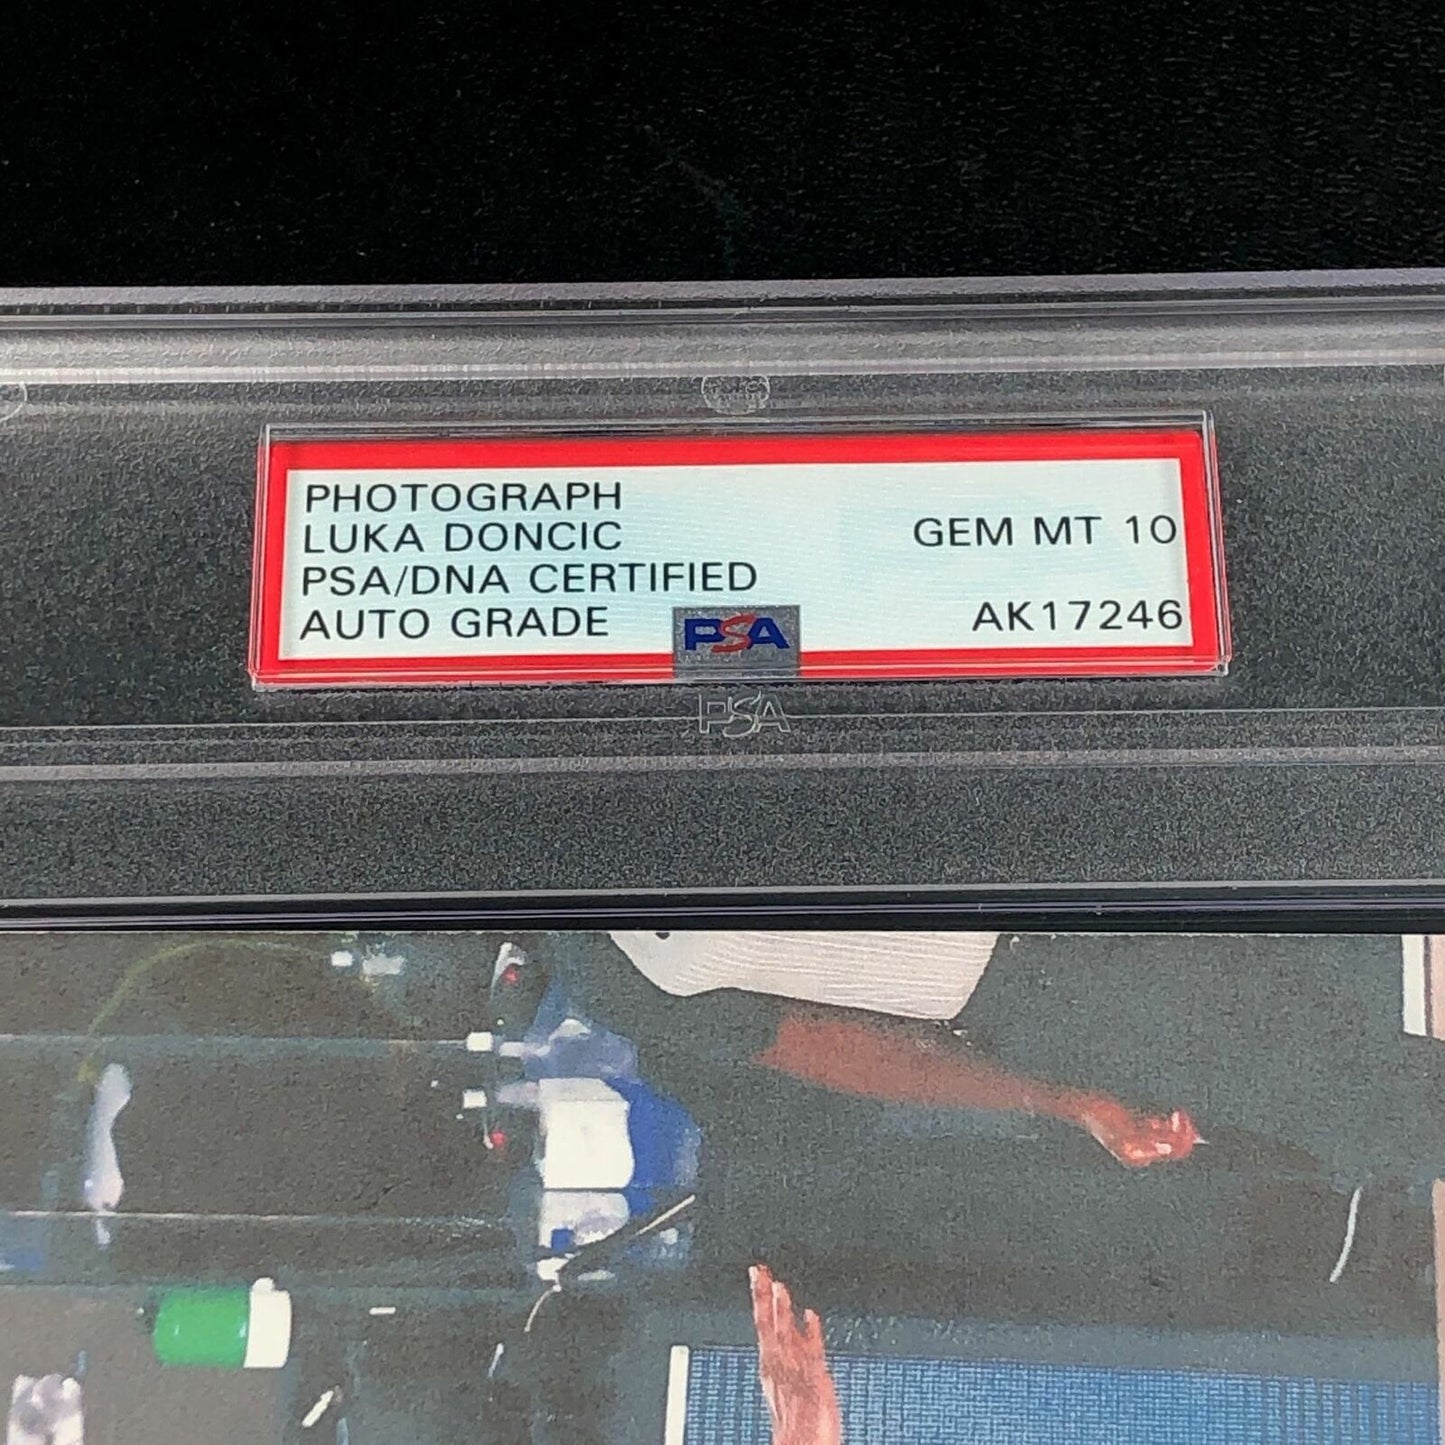 PHOTOGRAPH
LUKA DONCIC
PSA/DNA CERTIFIED
AUTO GRADE
GEM MT 10
AK17246
PSA
PSA